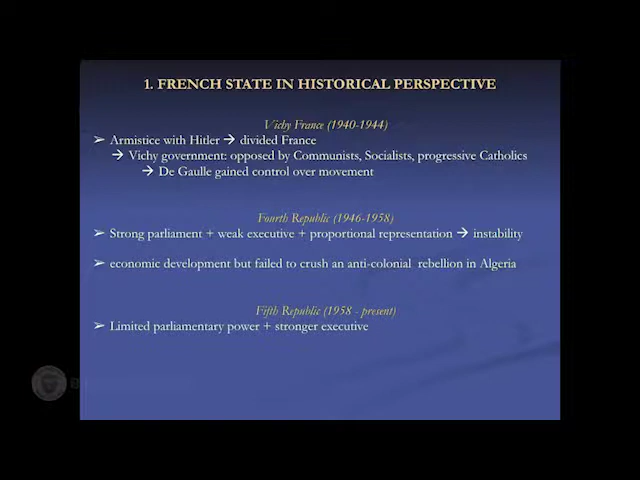 1. FRENCH STATE IN HISTORICAL PERSPECTIVE
Vichy France (1940-1944)
➢ Armistice with Hitler → divided France
→ Vichy government: opposed by Communists, Socialists, progressive Catholics
→ De Gaulle gained control over movement
Fourth Republic (1946-1958)
➢ Strong parliament + weak executive + proportional representation → instability
➢ economic development but failed to crush an anti-colonial rebellion in Algeria
Fifth Republic (1958 - present)
➢ Limited parliamentary power + stronger executive